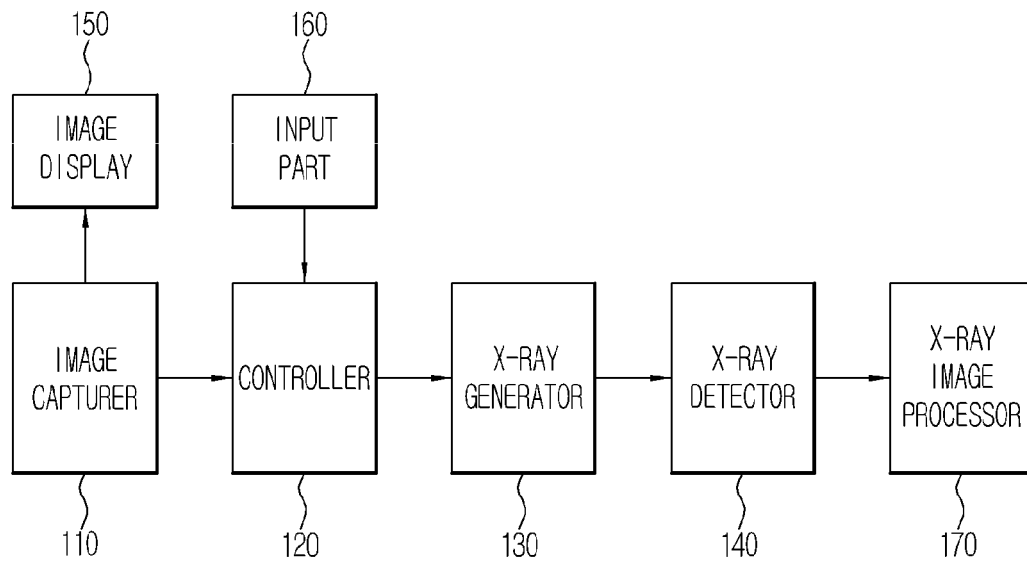 150
160
IMAGE
DISPLAY
INPUT
PART
IMAGE
CAPTURER
CONTROLLER
X-RAY
GENERATOR
X-RAY
DETECTOR
X-RAY
IMAGE
PROCESSOR
110
120
130
140
170